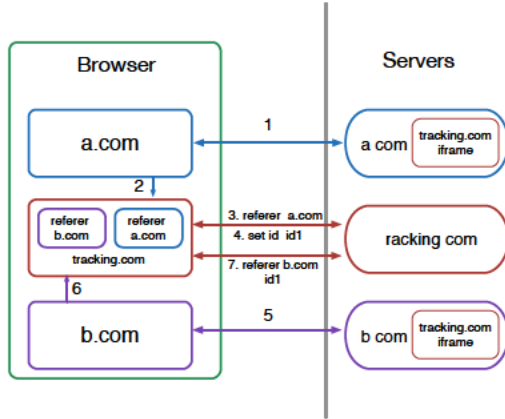 Browser
Servers
a.com
1
a com
tracking.com
iframe
2
referer
b.com
referer
a.com
tracking.com
3. referer a.com
4. set id id1
7. referer b.com
id1
racking com
6
b.com
5
b com
tracking.com
iframe